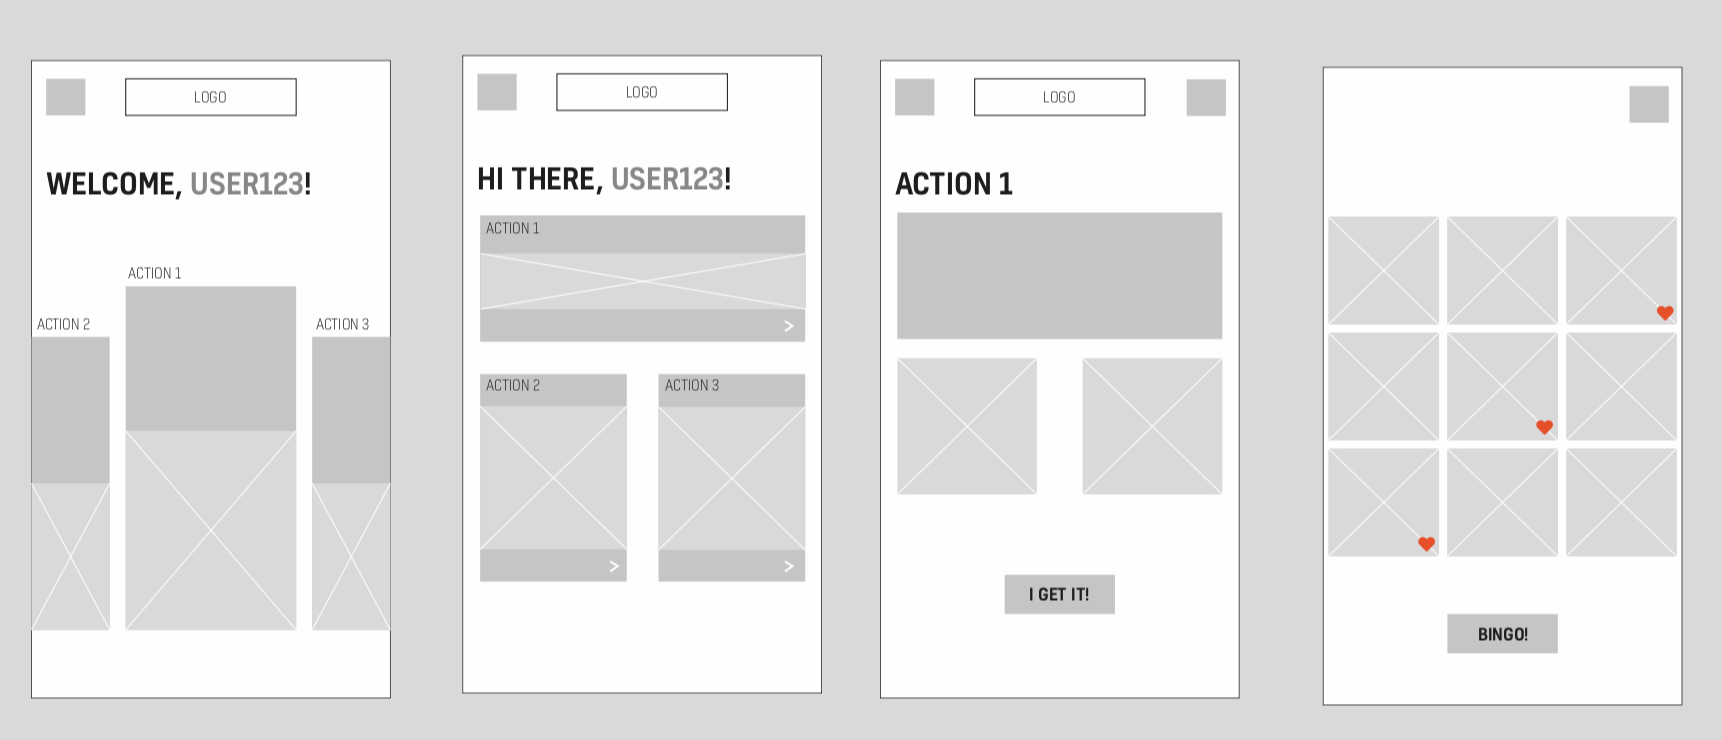 LOGO
WELCOME, USER123!
ACTION 1
ACTION 2
ACTION 3
LOGO
HI THERE, USER123!
ACTION 1
ACTION 2
ACTION 3
LOGO
ACTION 1
I GET IT!
BINGO!